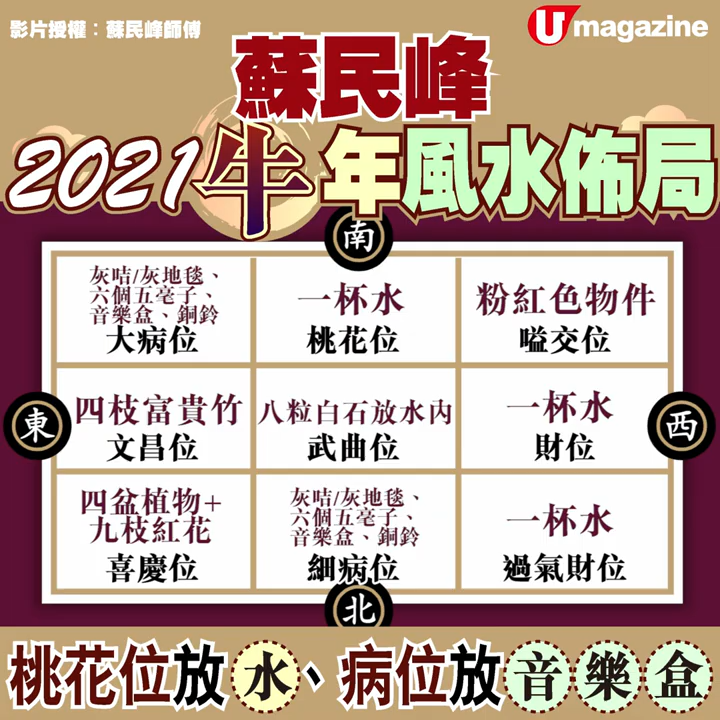 影片授權：蘇民峰師傅
U magazine
蘇民峰
2021牛年風水佈局
南
灰咭/灰地毯、
六個五毫子、
音樂盒、銅鈴
大病位
一杯水
桃花位
粉紅色物件
嗌交位
東
四枝富貴竹
文昌位
八粒白石放水內
武曲位
一杯水
財位
西
四盆植物+
九枝紅花
喜慶位
灰咭/灰地毯、
六個五毫子、
音樂盒、銅鈴
細病位
一杯水
過氣財位
北
桃花位放水、病位放音樂盒